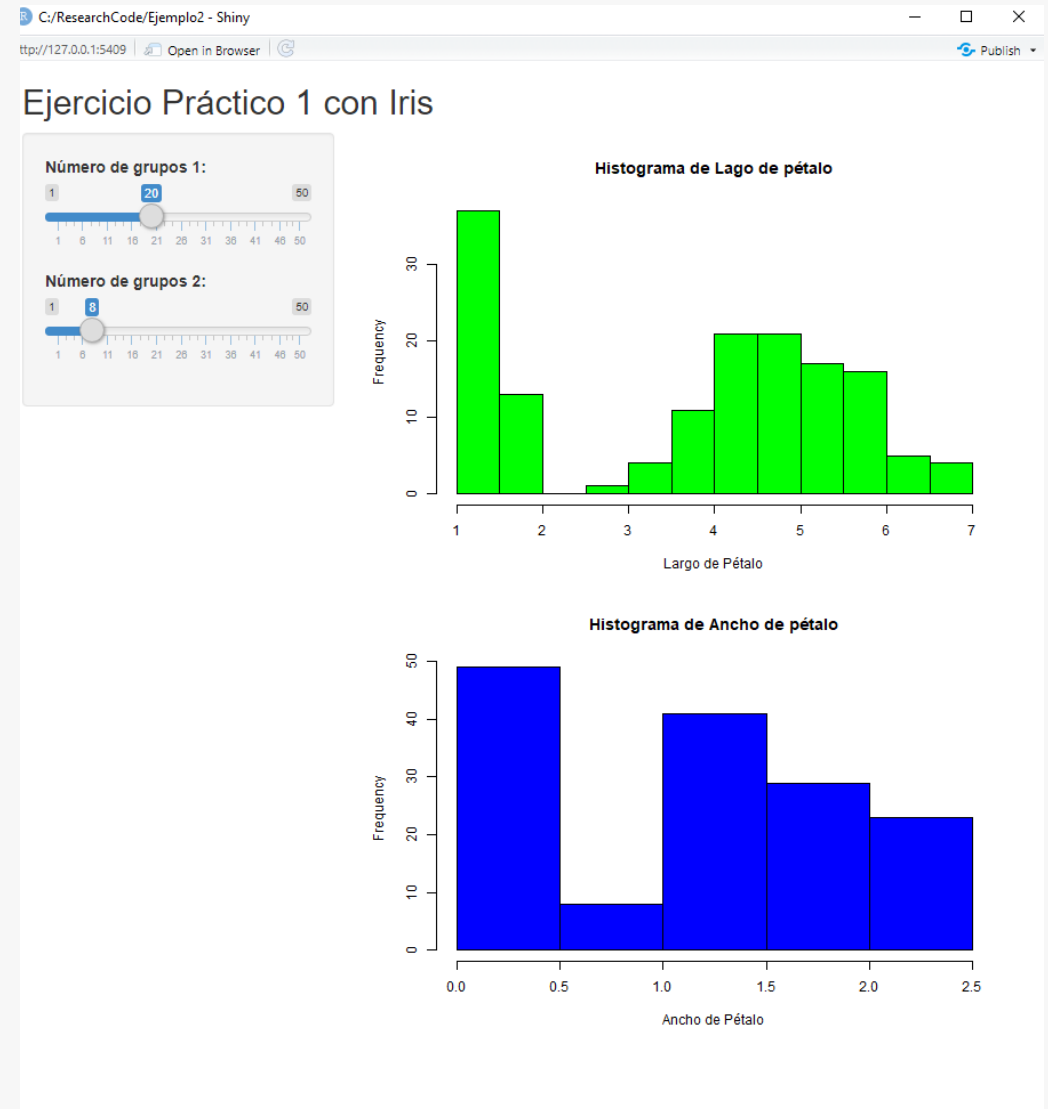 R C:/ResearchCode/Ejemplo2 - Shiny
ttp://127.0.0.1:5409 Open in Browser Publish
Ejercicio Práctico 1 con Iris
Número de grupos 1:
1 20 50
1 6 11 16 21 26 31 36 41 46 50
Número de grupos 2:
1 8 50
1 6 11 16 21 26 31 36 41 46 50
Histograma de Lago de pétalo
Frequency
30
20
10
0
1 2 3 4 5 6 7
Largo de Pétalo
Histograma de Ancho de pétalo
Frequency
50
40
30
20
10
0
0.0 0.5 1.0 1.5 2.0 2.5
Ancho de Pétalo